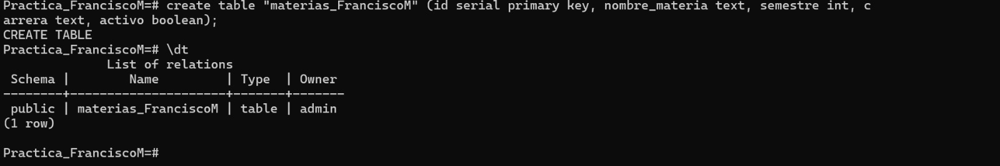 Practica_FranciscoM=# create table "materias_FranciscoM" (id serial primary key, nombre_materia text, semestre int, c
arrera text, activo boolean);
CREATE TABLE
Practica_FranciscoM=# \dt
List of relations
Schema | Name | Type | Owner
--------+---------------------+-------+-------
public | materias_FranciscoM | table | admin
(1 row)
Practica_FranciscoM=#